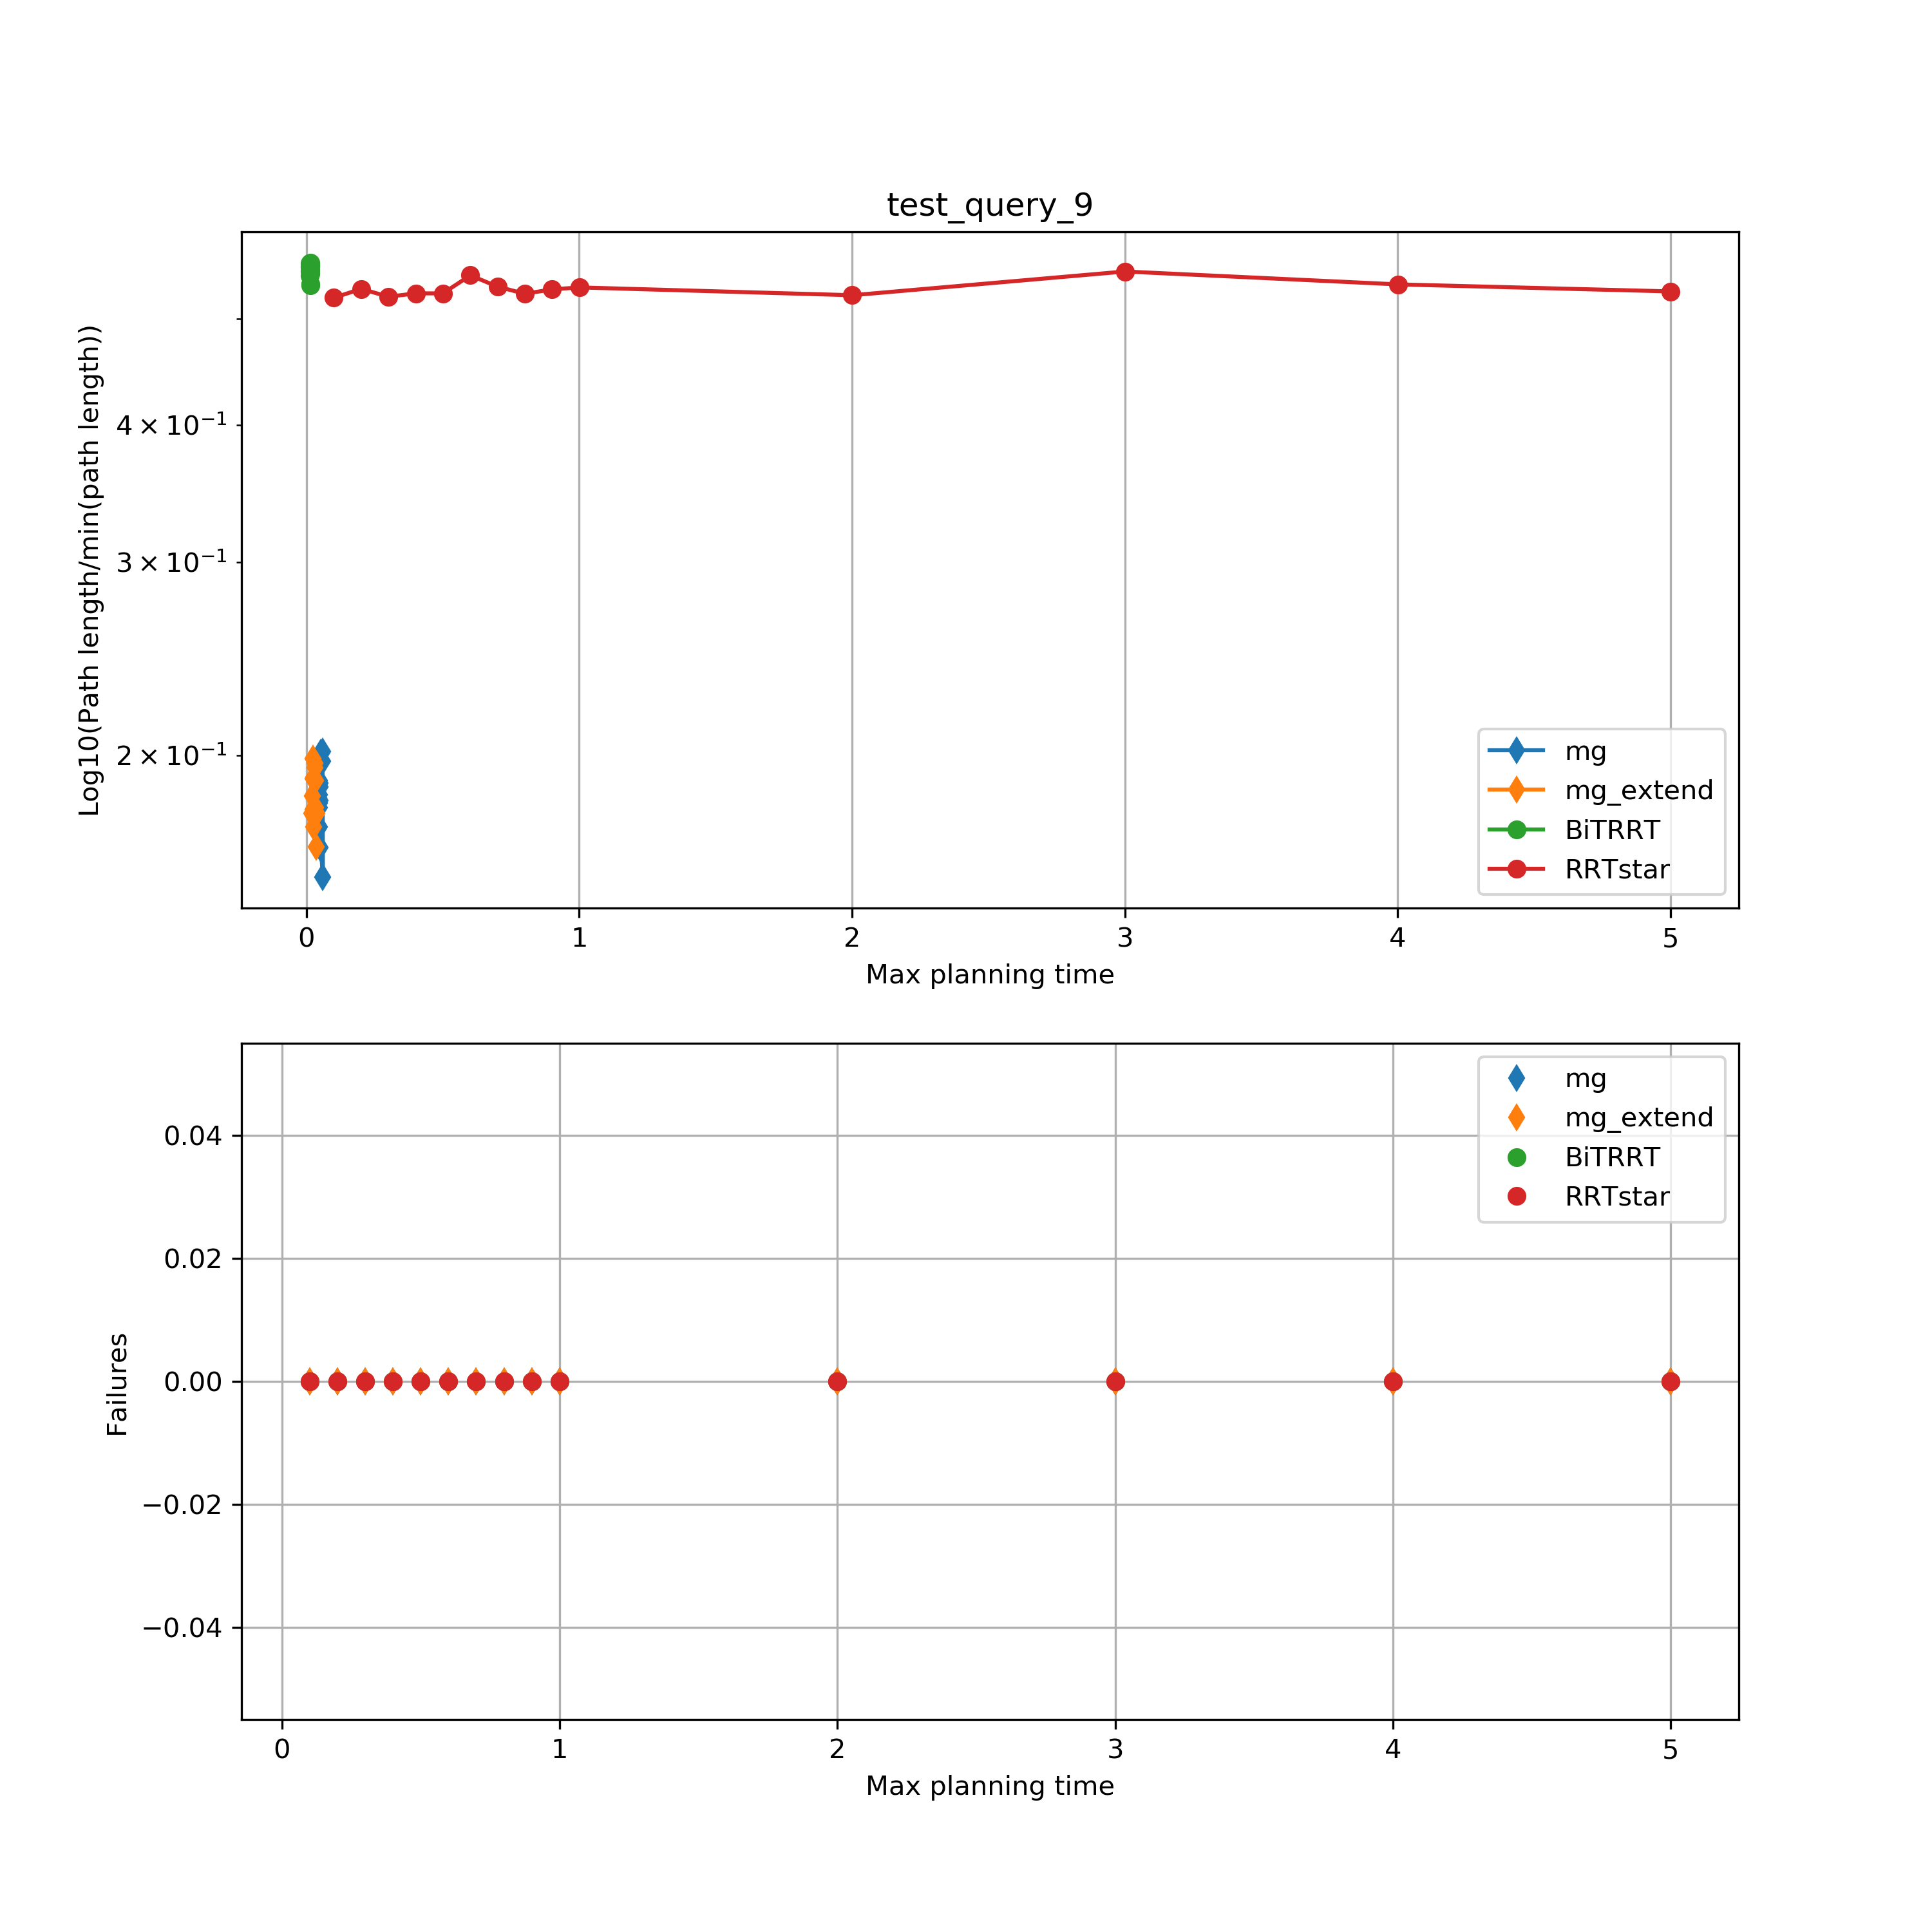 test_query_9
Log10(Path length/min(path length))
4 × 10⁻¹
3 × 10⁻¹
2 × 10⁻¹
mg
mg_extend
BiTRRT
RRTstar
0 1 2 3 4 5
Max planning time
Failures
0.04
0.02
0.00
−0.02
−0.04
mg
mg_extend
BiTRRT
RRTstar
0 1 2 3 4 5
Max planning time